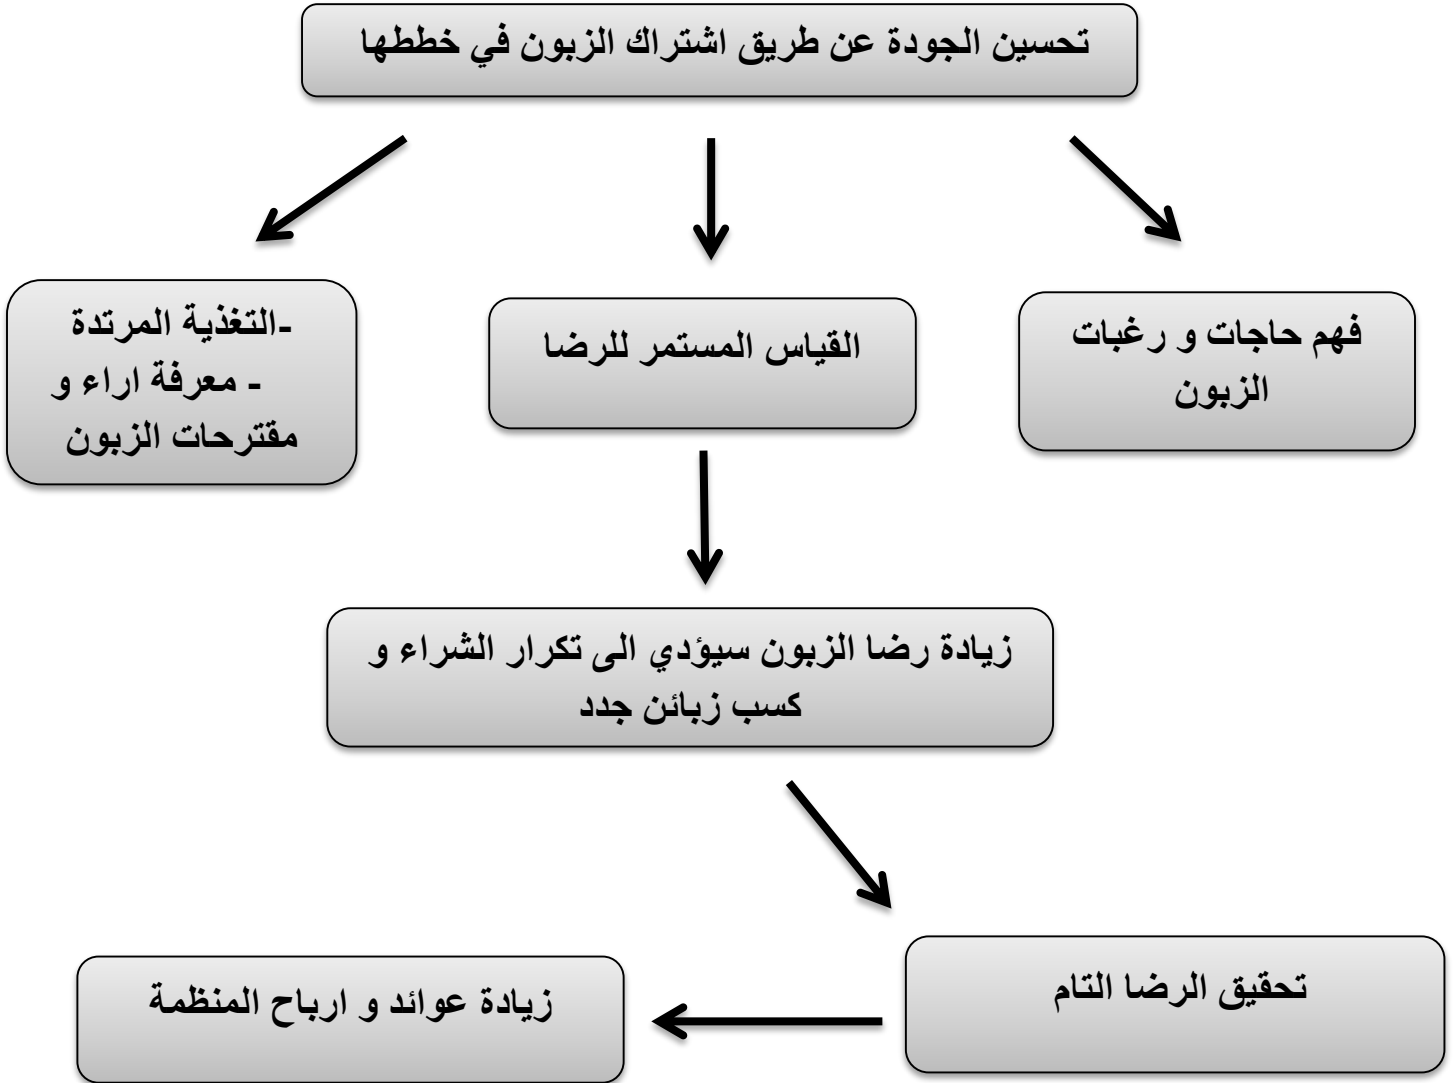 تحسين الجودة عن طريق اشتراك الزبون في خططها
فهم حاجات و رغبات
الزبون
القياس المستمر للرضا
-التغذية المرتدة
- معرفة اراء و
مقترحات الزبون
زيادة رضا الزبون سيؤدي الى تكرار الشراء و
كسب زبائن جدد
تحقيق الرضا التام
زيادة عوائد و ارباح المنظمة